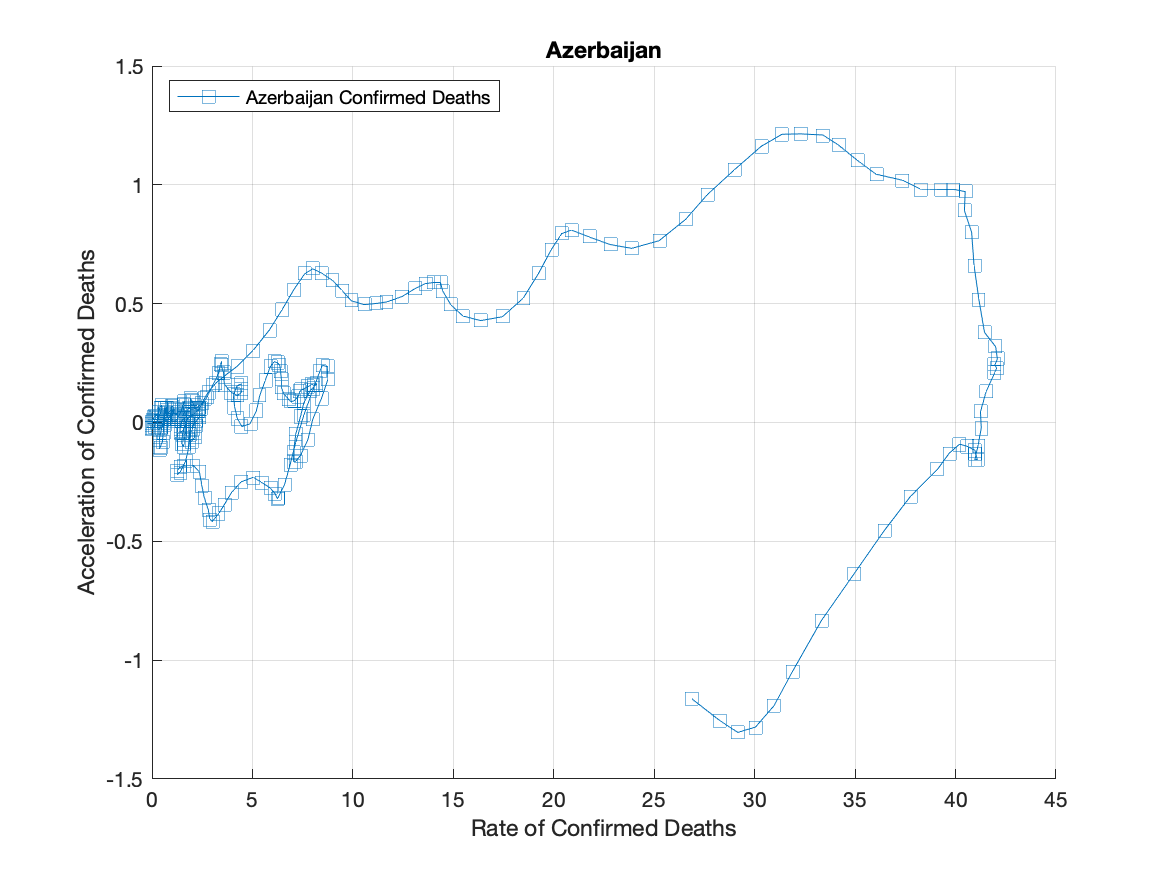 Azerbaijan
Azerbaijan Confirmed Deaths
Acceleration of Confirmed Deaths
1.5
1
0.5
0
-0.5
-1
-1.5
0 5 10 15 20 25 30 35 40 45
Rate of Confirmed Deaths